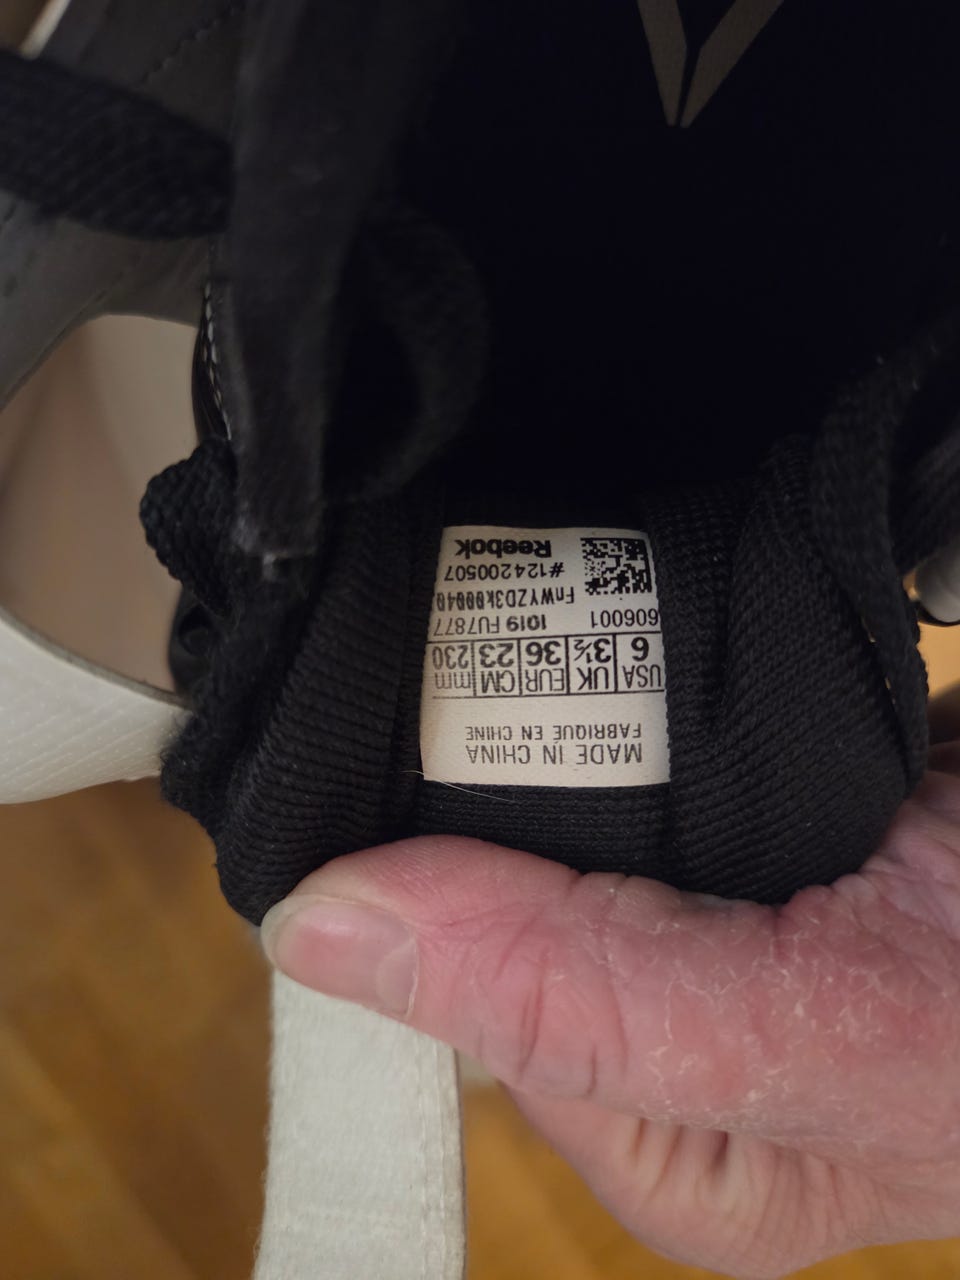 MADE IN CHINA
FABRIQUÉ EN CHINE
USA UK EUR CM mm
6 3½ 36 23 230
606001 1019 FU7877
FnWYZD3k00040
#124200507
Reebok